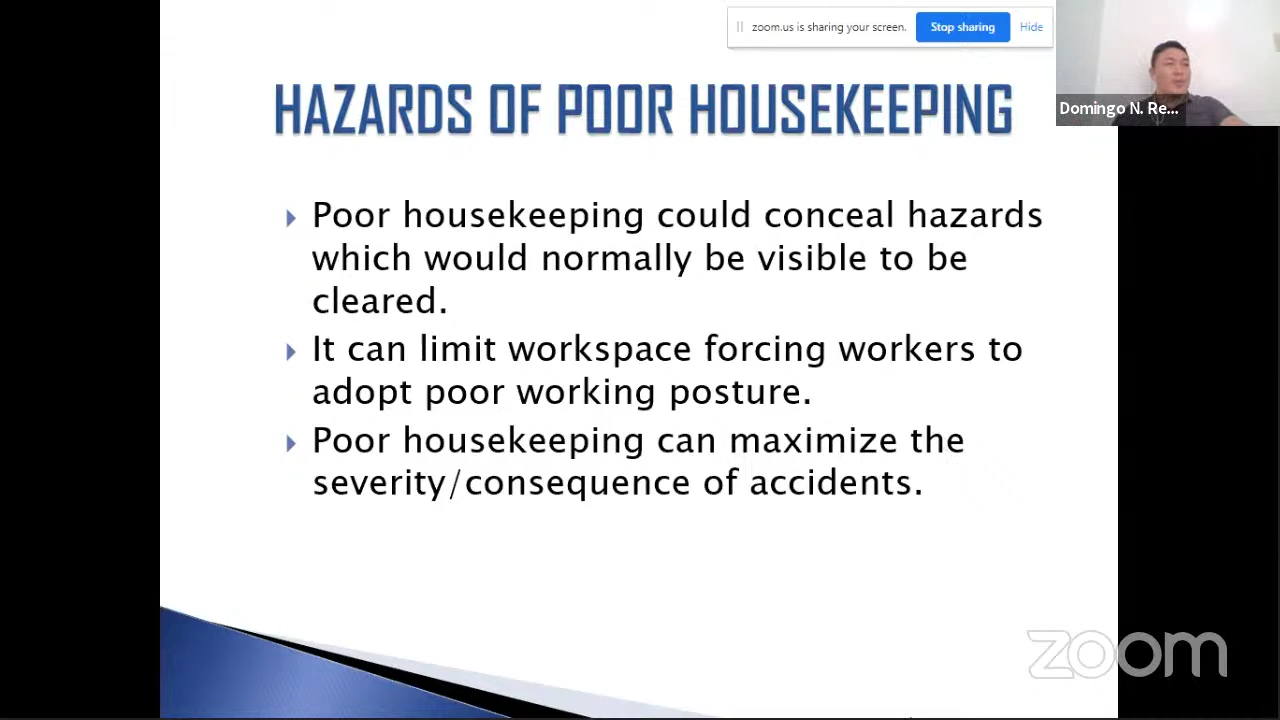 zoom.us is sharing your screen. Stop sharing Hide
Domingo N. Re...
HAZARDS OF POOR HOUSEKEEPING
Poor housekeeping could conceal hazards
which would normally be visible to be
cleared.
It can limit workspace forcing workers to
adopt poor working posture.
Poor housekeeping can maximize the
severity/consequence of accidents.
zoom